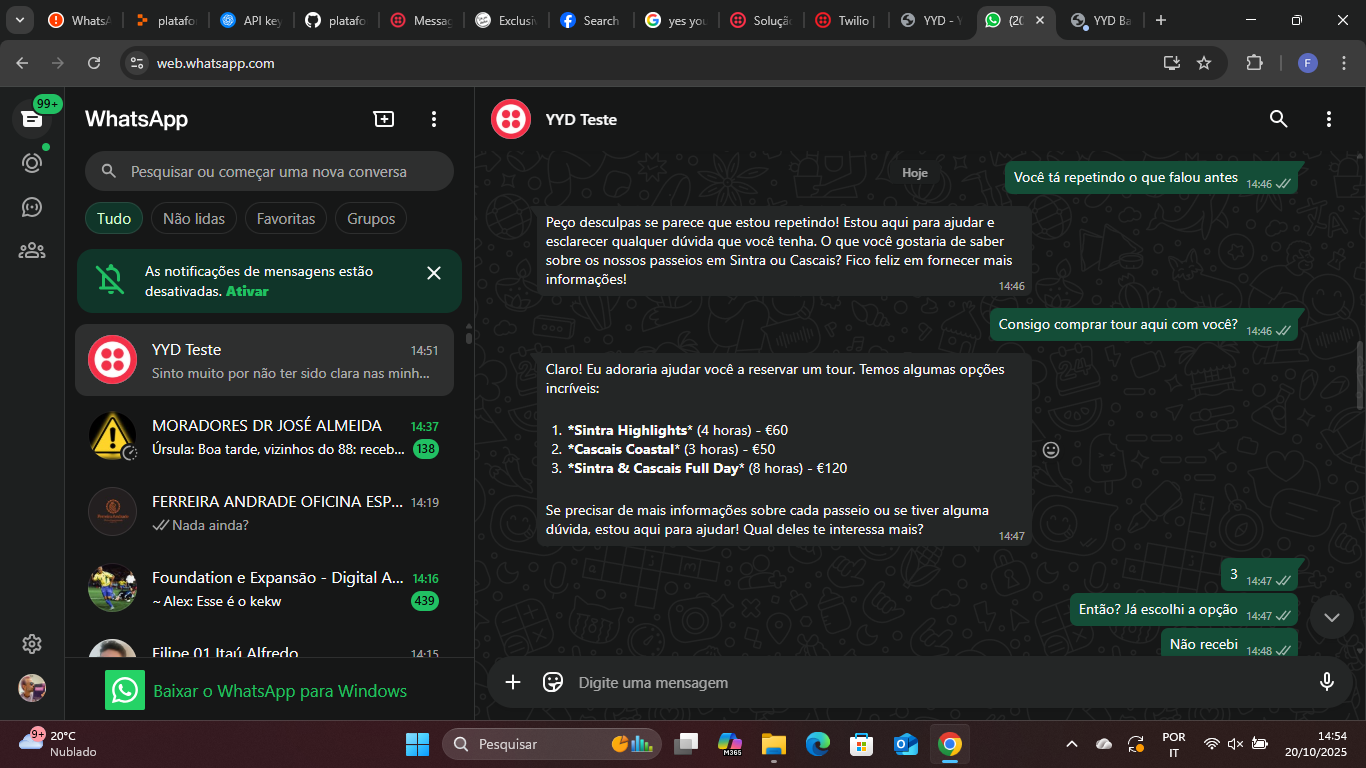 WhatsA
platafo
API key
platafo
Messag
Exclusiv
Search
yes you
Soluçã
Twilio |
YYD - Y
(20
YYD Ba
web.whatsapp.com
F
99+
WhatsApp
Pesquisar ou começar uma nova conversa
Tudo
Não lidas
Favoritas
Grupos
As notificações de mensagens estão
desativadas. Ativar
YYD Teste
14:51
Sinto muito por não ter sido clara nas minh...
MORADORES DR JOSÉ ALMEIDA
14:37
Úrsula: Boa tarde, vizinhos do 88: receb...
138
FERREIRA ANDRADE OFICINA ESP...
14:19
Nada ainda?
Foundation e Expansão - Digital A...
14:16
~ Alex: Esse é o kekw
439
Filipe 01 Itaú Alfredo
14:15
Baixar o WhatsApp para Windows
YYD Teste
Hoje
Você tá repetindo o que falou antes
14:46
Peço desculpas se parece que estou repetindo! Estou aqui para ajudar e
esclarecer qualquer dúvida que você tenha. O que você gostaria de saber
sobre os nossos passeios em Sintra ou Cascais? Fico feliz em fornecer mais
informações!
14:46
Consigo comprar tour aqui com você?
14:46
Claro! Eu adoraria ajudar você a reservar um tour. Temos algumas opções
incríveis:
1. *Sintra Highlights* (4 horas) - €60
2. *Cascais Coastal* (3 horas) - €50
3. *Sintra & Cascais Full Day* (8 horas) - €120
Se precisar de mais informações sobre cada passeio ou se tiver alguma
dúvida, estou aqui para ajudar! Qual deles te interessa mais?
14:47
3
14:47
Então? Já escolhi a opção
14:47
Não recebi
14:48
Digite uma mensagem
9+
20°C
Nublado
Pesquisar
M365
POR
IT
14:54
20/10/2025